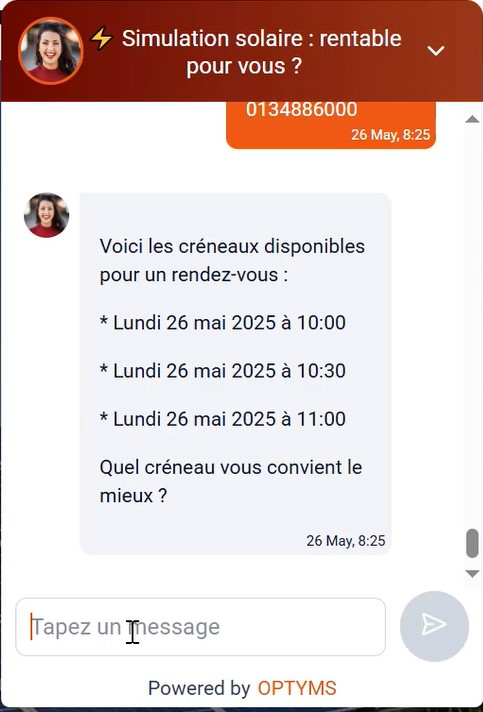 ⚡ Simulation solaire : rentable
pour vous ?
0134886000
26 May, 8:25
Voici les créneaux disponibles
pour un rendez-vous :
* Lundi 26 mai 2025 à 10:00
* Lundi 26 mai 2025 à 10:30
* Lundi 26 mai 2025 à 11:00
Quel créneau vous convient le
mieux ?
26 May, 8:25
Tapez un message
Powered by OPTYMS